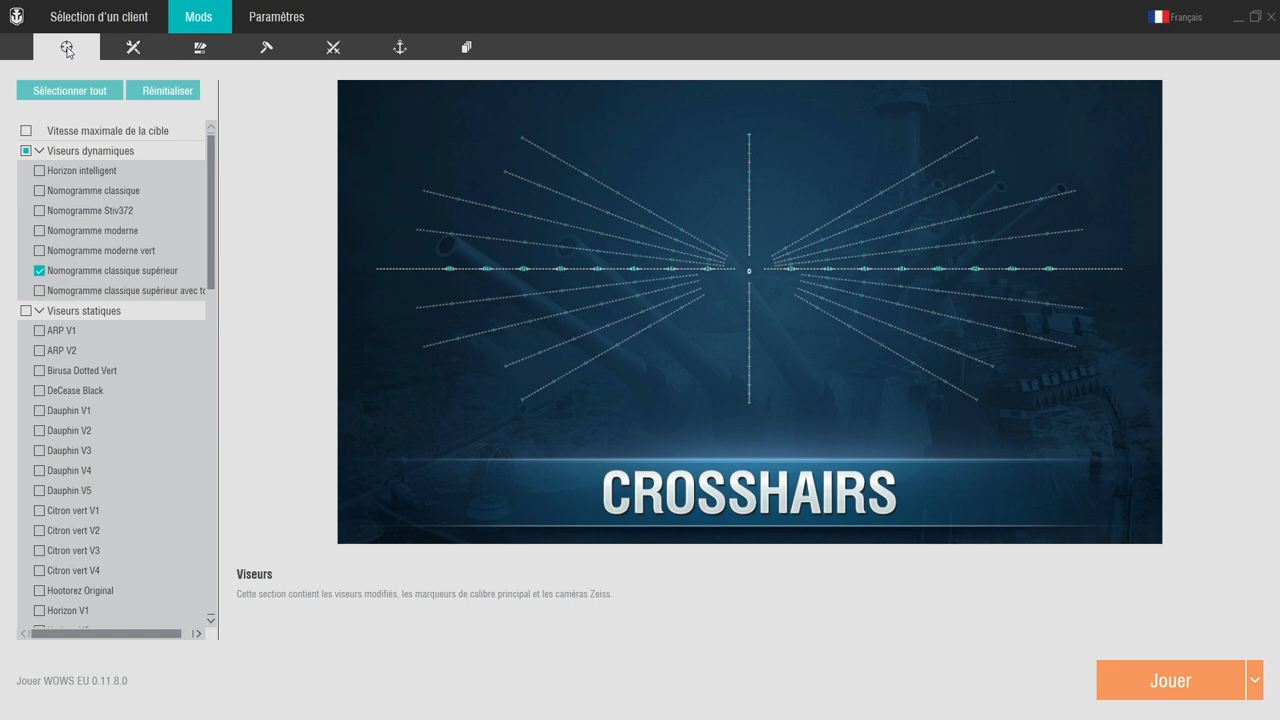 Sélection d'un client
Mods
Paramètres
Français
Sélectionner tout
Réinitialiser
Vitesse maximale de la cible
Viseurs dynamiques
Horizon intelligent
Nomogramme classique
Nomogramme Stiv372
Nomogramme moderne
Nomogramme moderne vert
Nomogramme classique supérieur
Nomogramme classique supérieur avec
Viseurs statiques
ARP V1
ARP V2
Birusa Dotted Vert
DeCease Black
Dauphin V1
Dauphin V2
Dauphin V3
Dauphin V4
Dauphin V5
Citron vert V1
Citron vert V2
Citron vert V3
Citron vert V4
Hootorez Original
Horizon V1
0
CROSSHAIRS
Viseurs
Cette section contient les viseurs modifiés, les marqueurs de calibre principal et les caméras Zeiss.
Jouer WOWS EU 0.11.8.0
Jouer